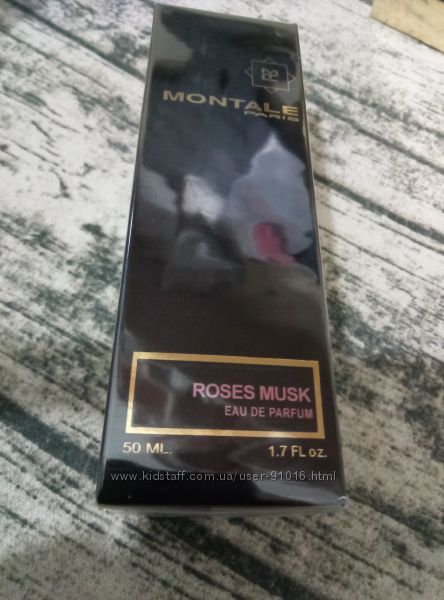 MONTALE
PARIS
ROSES MUSK
EAU DE PARFUM
50 ML.
1.7 FL oz.
www.kidstaff.com.ua/user-91016.html